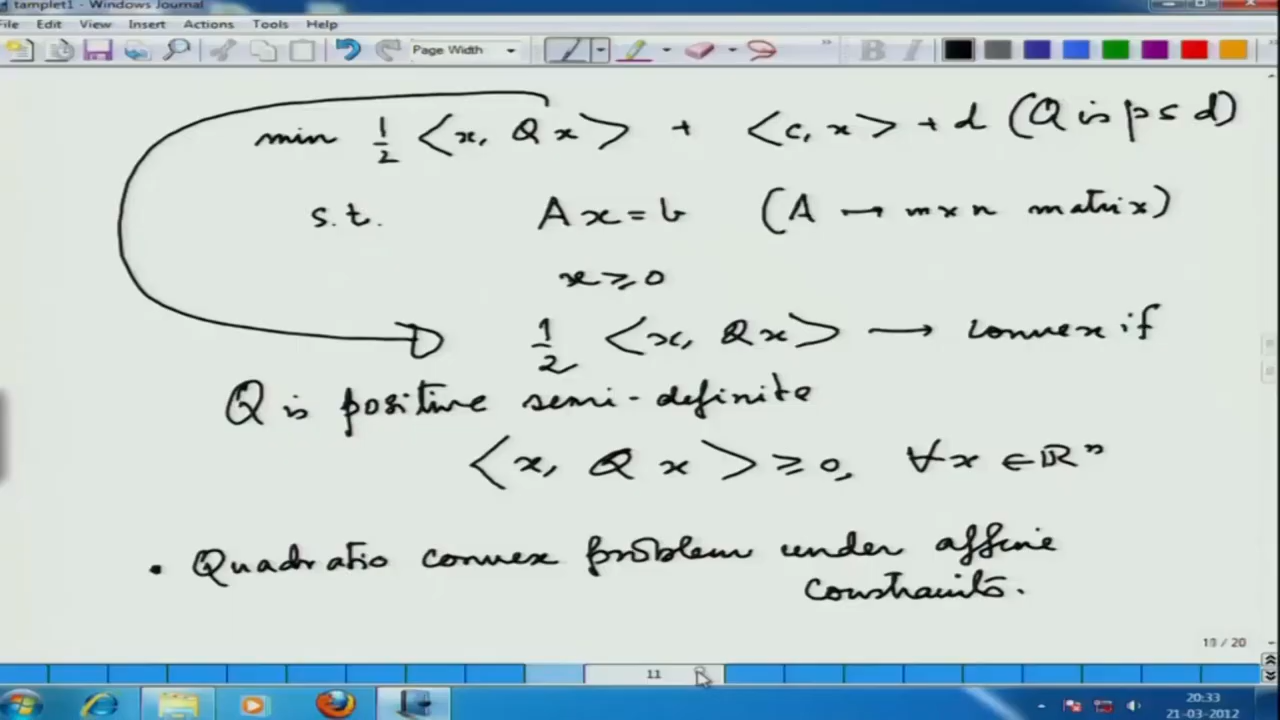 tamplet1 - Windows Journal
File Edit View Insert Actions Tools Help
Page Width
B I
min 1/2 <x, Qx> + <c, x> + d (Q is p s d)
s.t. Ax = b (A → m x n matrix)
x ≥ 0
1/2 <x, Qx> → convex if
Q is positive semi-definite
<x, Qx> ≥ 0, ∀x ∈ ℝⁿ
• Quadratic convex problem under affine
constraints.
19 / 20
11
20:33
21-03-2012